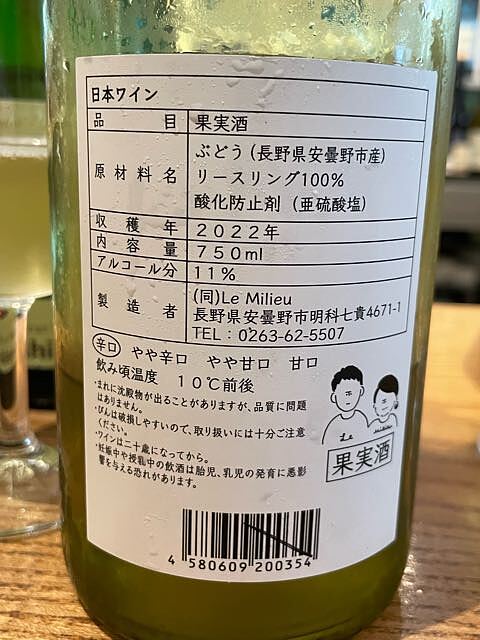 日本ワイン
品目 果実酒
原材料名 ぶどう(長野県安曇野市産)
リースリング100%
酸化防止剤(亜硫酸塩)
収穫年 2022年
内容量 750ml
アルコール分 11%
製造者 (同)Le Milieu
長野県安曇野市明科七貴4671-1
TEL:0263-62-5507
辛口 やや辛口 やや甘口 甘口
飲み頃温度 10℃前後
・まれに沈殿物が出ることがありますが、品質に問題
はありません。
・びんは破損しやすいので、取り扱いには十分ご注意
ください。
・ワインは二十歳になってから。
・妊娠中や授乳中の飲酒は胎児、乳児の発育に悪影
響を与える恐れがあります。
果実酒
4 580609 200354